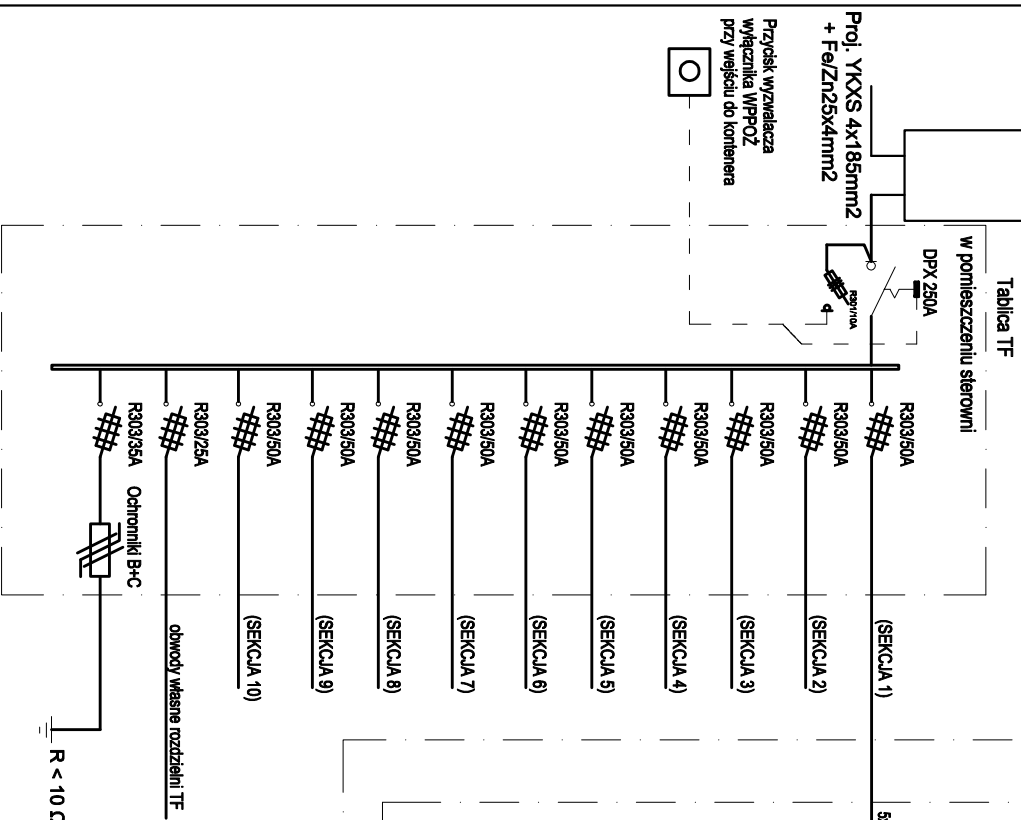 Proj. YKXS 4x185mm2
+ Fe/Zn25x4mm2
Przycisk wyzwalacza
wyłącznika WPPOŻ
przy wejściu do kontenera
Tablica TF
w pomieszczeniu sterowni
DPX 250A
R301/10A
R303/50A
R303/50A
R303/50A
R303/50A
R303/50A
R303/50A
R303/50A
R303/50A
R303/50A
R303/50A
R303/25A
R303/35A
Ochronniki B+C
(SEKCJA 1)
(SEKCJA 2)
(SEKCJA 3)
(SEKCJA 4)
(SEKCJA 5)
(SEKCJA 6)
(SEKCJA 7)
(SEKCJA 8)
(SEKCJA 9)
(SEKCJA 10)
obwody własne rozdzielni TF
R < 10 Ω